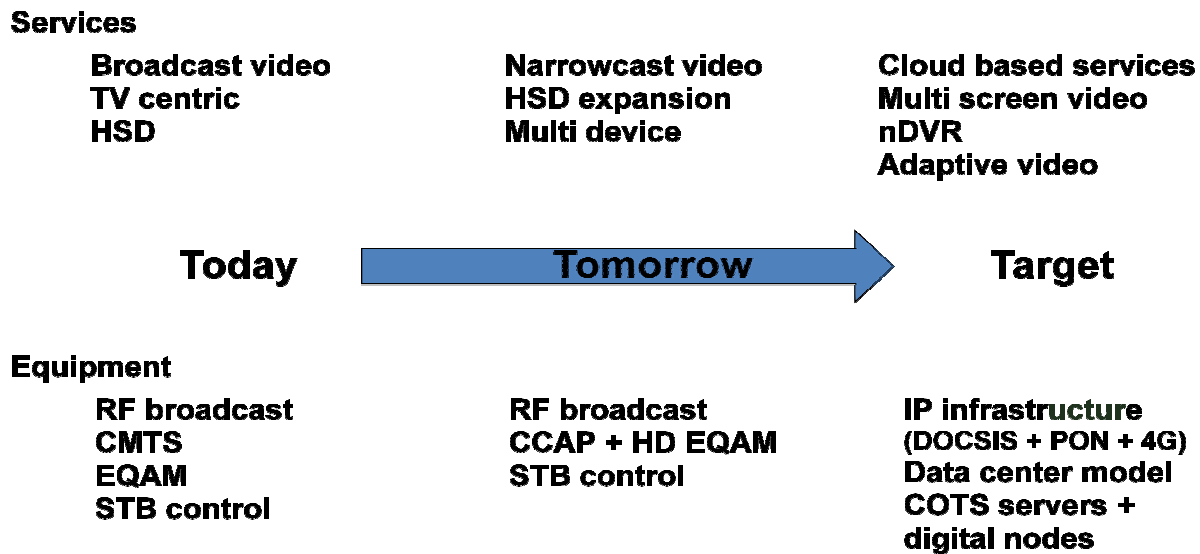 Services
Broadcast video
TV centric
HSD
Narrowcast video
HSD expansion
Multi device
Cloud based services
Multi screen video
nDVR
Adaptive video
Today
Tomorrow
Target
Equipment
RF broadcast
CMTS
EQAM
STB control
RF broadcast
CCAP + HD EQAM
STB control
IP infrastructure
(DOCSIS + PON + 4G)
Data center model
COTS servers +
digital nodes